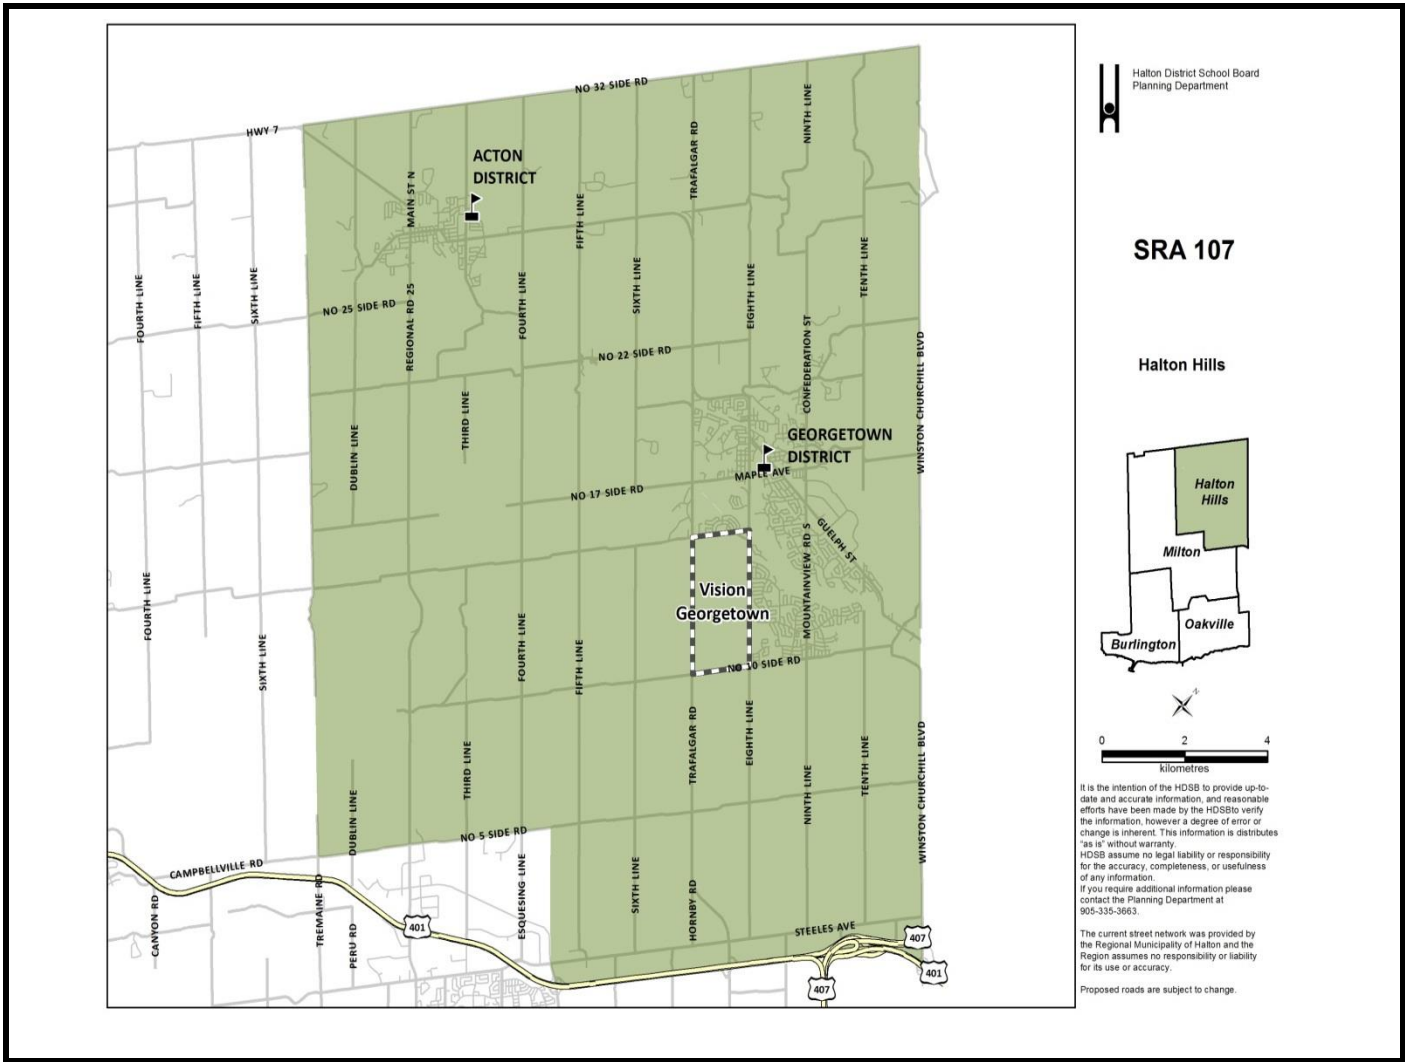 NO 32 SIDE RD
HWY 7
NINTH LINE
TRAFALGAR RD
ACTON
DISTRICT
MAIN ST N
FIFTH LINE
TENTH LINE
FOURTH LINE
FIFTH LINE
SIXTH LINE
NO 25 SIDE RD
REGIONAL RD 25
FOURTH LINE
SIXTH LINE
EIGHTH LINE
CONFEDERATION ST
NO 22 SIDE RD
WINSTON CHURCHILL BLVD
THIRD LINE
DUBLIN LINE
GEORGETOWN
DISTRICT
MAPLE AVE
NO 17 SIDE RD
GUELPH ST
MOUNTAINVIEW RD S
Vision
Georgetown
FOURTH LINE
SIXTH LINE
FOURTH LINE
FIFTH LINE
NO 10 SIDE RD
TRAFALGAR RD
EIGHTH LINE
THIRD LINE
DUBLIN LINE
NINTH LINE
TENTH LINE
WINSTON CHURCHILL BLVD
NO 5 SIDE RD
CAMPBELLVILLE RD
CANYON RD
TREMAINE RD
PERU RD
401
ESQUESING LINE
SIXTH LINE
HORNBY RD
STEELES AVE
407
401
407
Halton District School Board
Planning Department
SRA 107
Halton Hills
Halton
Hills
Milton
Oakville
Burlington
N
0 2 4
kilometres
It is the intention of the HDSB to provide up-to-
date and accurate information, and reasonable
efforts have been made by the HDSBto verify
the information, however a degree of error or
change is inherent. This information is distributes
"as is" without warranty.
HDSB assume no legal liability or responsibility
for the accuracy, completeness, or usefulness
of any information.
If you require additional information please
contact the Planning Department at
905-335-3663.
The current street network was provided by
the Regional Municipality of Halton and the
Region assumes no responsibility or liability
for its use or accuracy.
Proposed roads are subject to change.